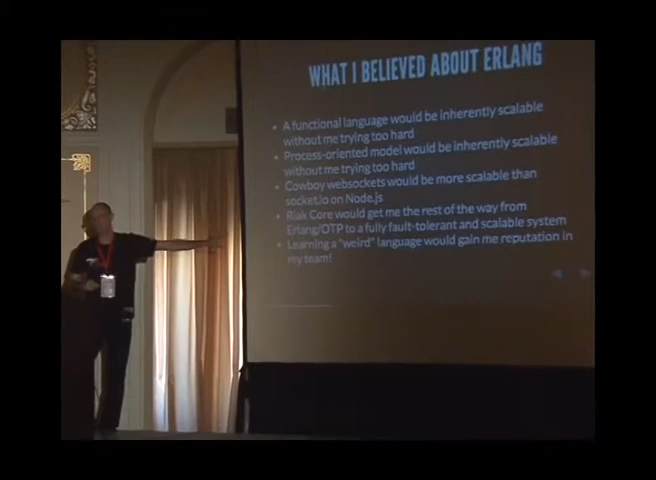 WHAT I BELIEVED ABOUT ERLANG
• A functional language would be inherently scalable
without me trying too hard
• Process-oriented model would be inherently scalable
without me trying too hard
• Cowboy websockets would be more scalable than
socket.io on Node.js
• Riak Core would get me the rest of the way from
Erlang/OTP to a fully fault-tolerant and scalable system
• Learning a "weird" language would gain me reputation in
my team!